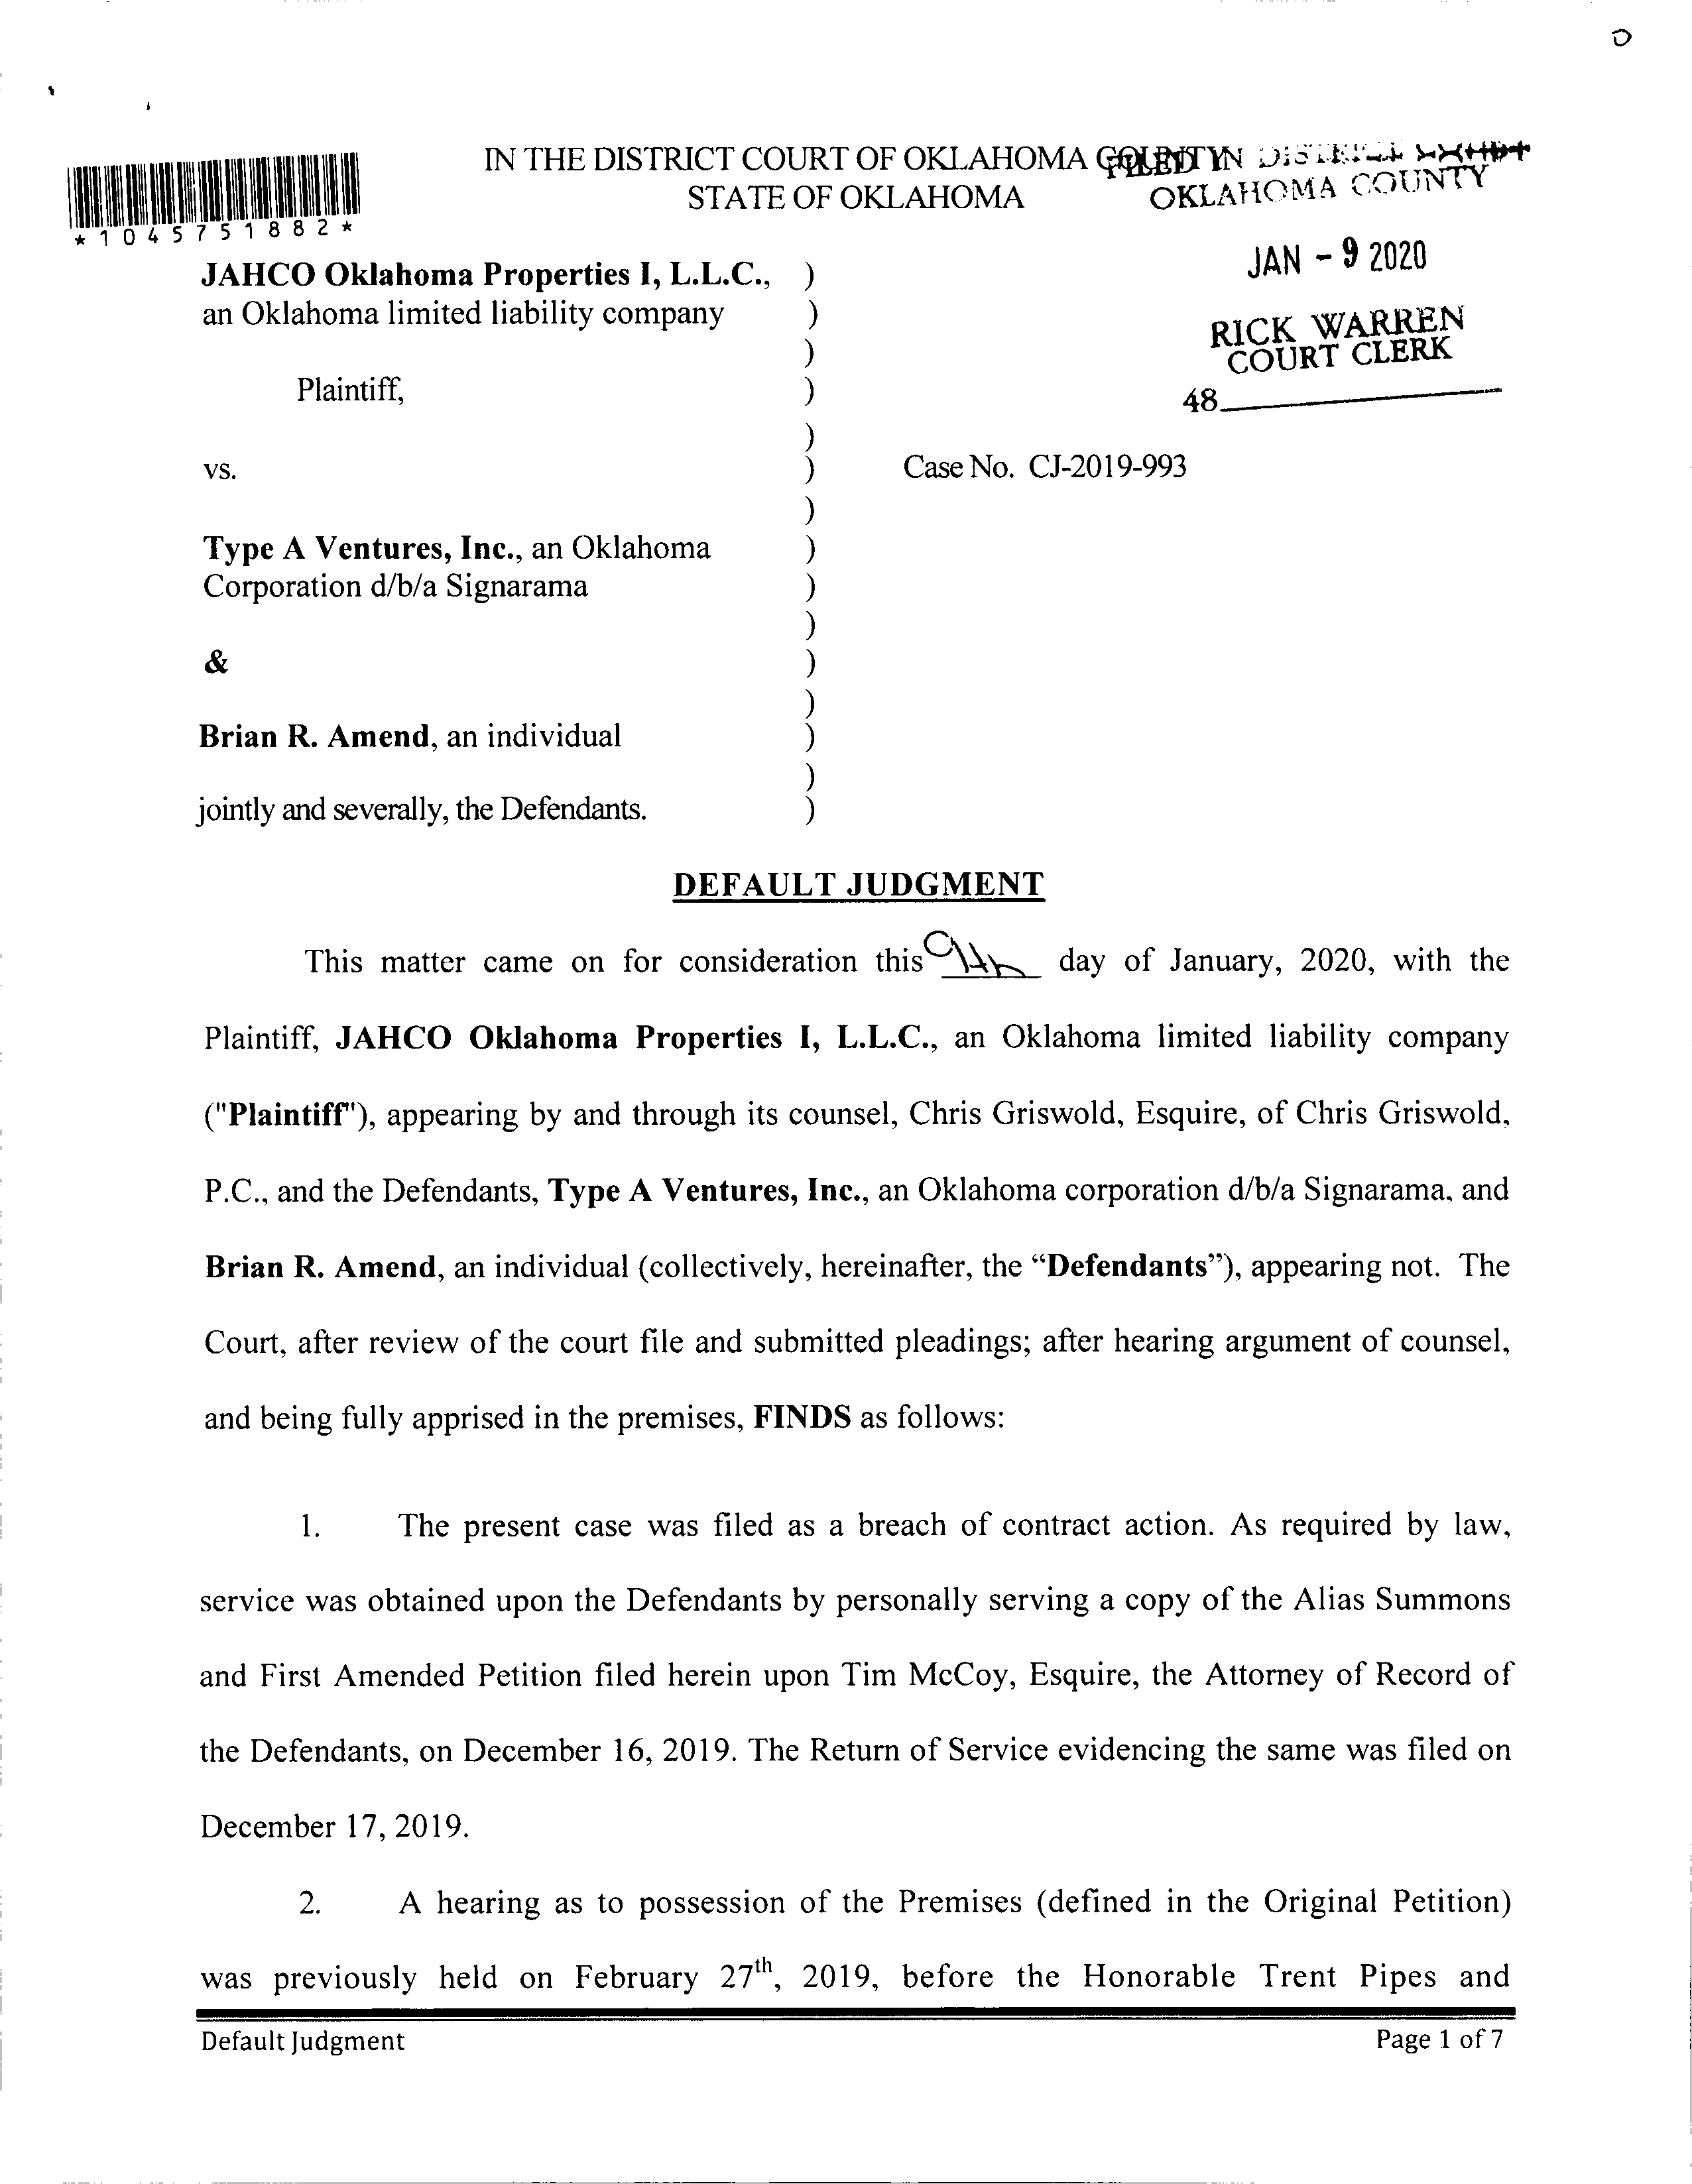 IN THE DISTRICT COURT OF OKLAHOMA COUNTY
STATE OF OKLAHOMA
FILED IN DISTRICT COURT
OKLAHOMA COUNTY
*1045751882*
JAN - 9 2020
RICK WARREN
COURT CLERK
48
JAHCO Oklahoma Properties I, L.L.C., )
an Oklahoma limited liability company )
)
Plaintiff, )
)
vs. ) Case No. CJ-2019-993
)
Type A Ventures, Inc., an Oklahoma )
Corporation d/b/a Signarama )
)
& )
)
Brian R. Amend, an individual )
)
jointly and severally, the Defendants. )
DEFAULT JUDGMENT
This matter came on for consideration this 9th day of January, 2020, with the
Plaintiff, JAHCO Oklahoma Properties I, L.L.C., an Oklahoma limited liability company
("Plaintiff"), appearing by and through its counsel, Chris Griswold, Esquire, of Chris Griswold,
P.C., and the Defendants, Type A Ventures, Inc., an Oklahoma corporation d/b/a Signarama, and
Brian R. Amend, an individual (collectively, hereinafter, the “Defendants”), appearing not. The
Court, after review of the court file and submitted pleadings; after hearing argument of counsel,
and being fully apprised in the premises, FINDS as follows:
1. The present case was filed as a breach of contract action. As required by law,
service was obtained upon the Defendants by personally serving a copy of the Alias Summons
and First Amended Petition filed herein upon Tim McCoy, Esquire, the Attorney of Record of
the Defendants, on December 16, 2019. The Return of Service evidencing the same was filed on
December 17, 2019.
2. A hearing as to possession of the Premises (defined in the Original Petition)
was previously held on February 27th, 2019, before the Honorable Trent Pipes and
Default Judgment Page 1 of 7